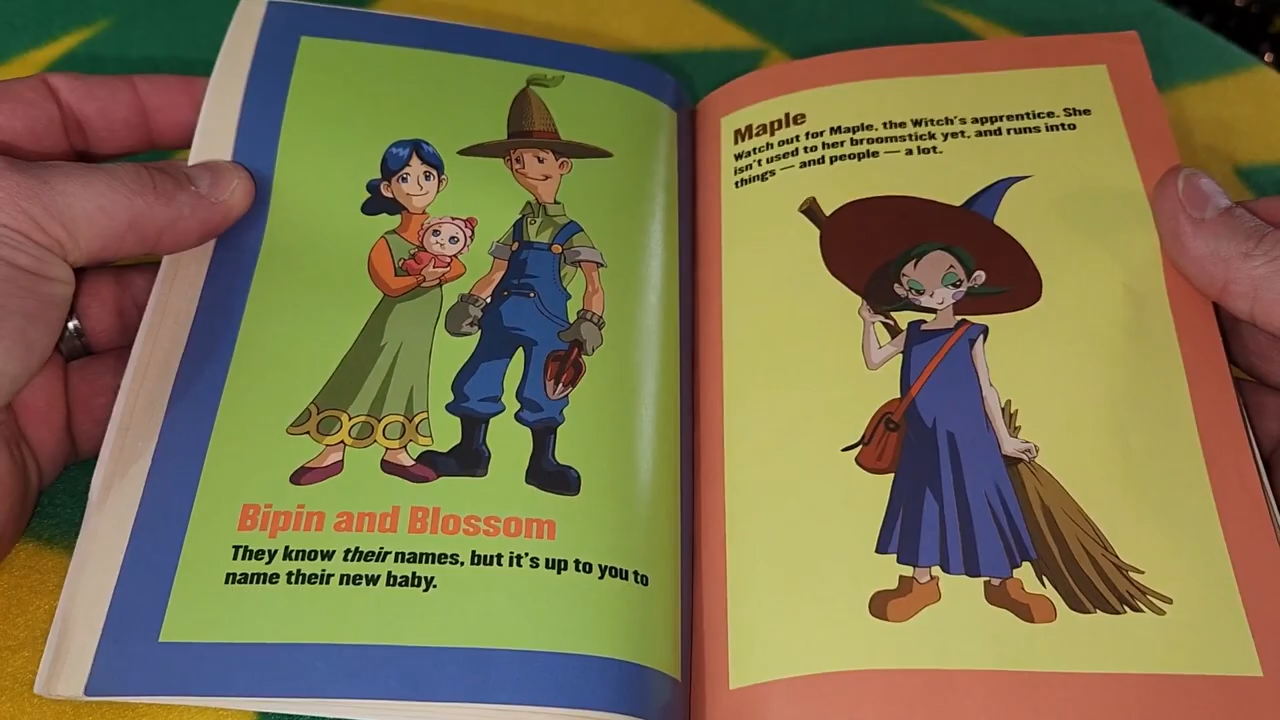 Bipin and Blossom
They know their names, but it's up to you to
name their new baby.
Maple
Watch out for Maple, the Witch's apprentice. She
isn't used to her broomstick yet, and runs into
things — and people — a lot.